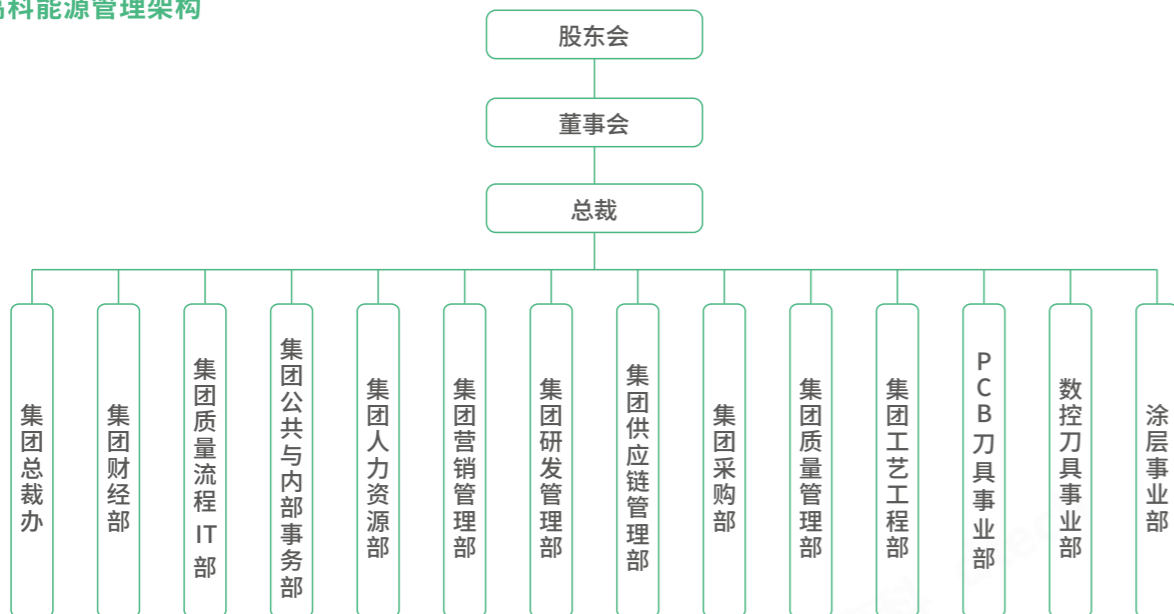 高科能源管理架构
股东会
董事会
总裁
集团总裁办
集团财经部
集团质量流程IT部
集团公共与内部事务部
集团人力资源部
集团营销管理部
集团研发管理部
集团供应链管理部
集团采购部
集团质量管理部
集团工艺工程部
PCB刀具事业部
数控刀具事业部
涂层事业部